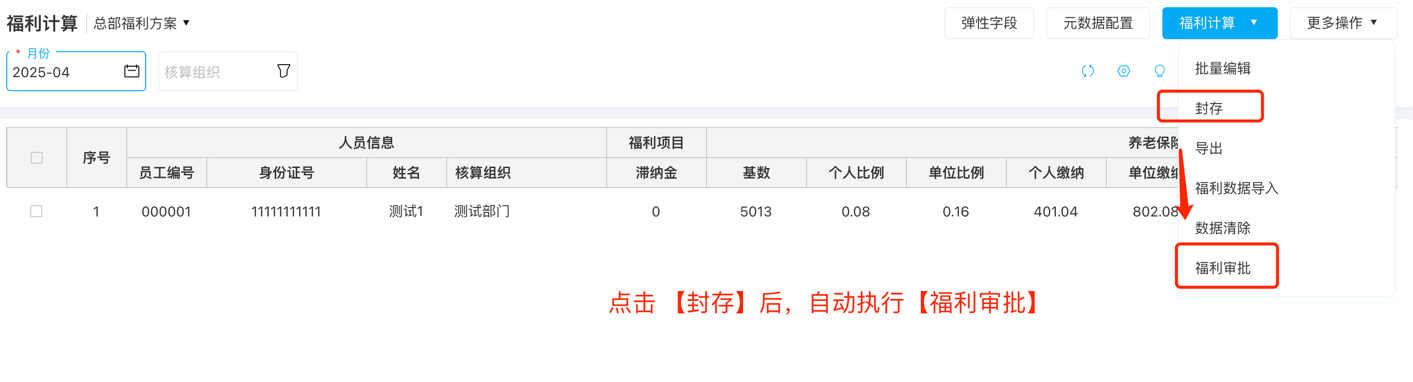 福利计算 总部福利方案
弹性字段 元数据配置 福利计算 更多操作
* 月份
2025-04 核算组织
批量编辑
封存
导出
福利数据导入
数据清除
福利审批
序号 人员信息 福利项目 养老保险
员工编号 身份证号 姓名 核算组织 滞纳金 基数 个人比例 单位比例 个人缴纳 单位缴纳
1 000001 11111111111 测试1 测试部门 0 5013 0.08 0.16 401.04 802.08
点击 【封存】后，自动执行【福利审批】